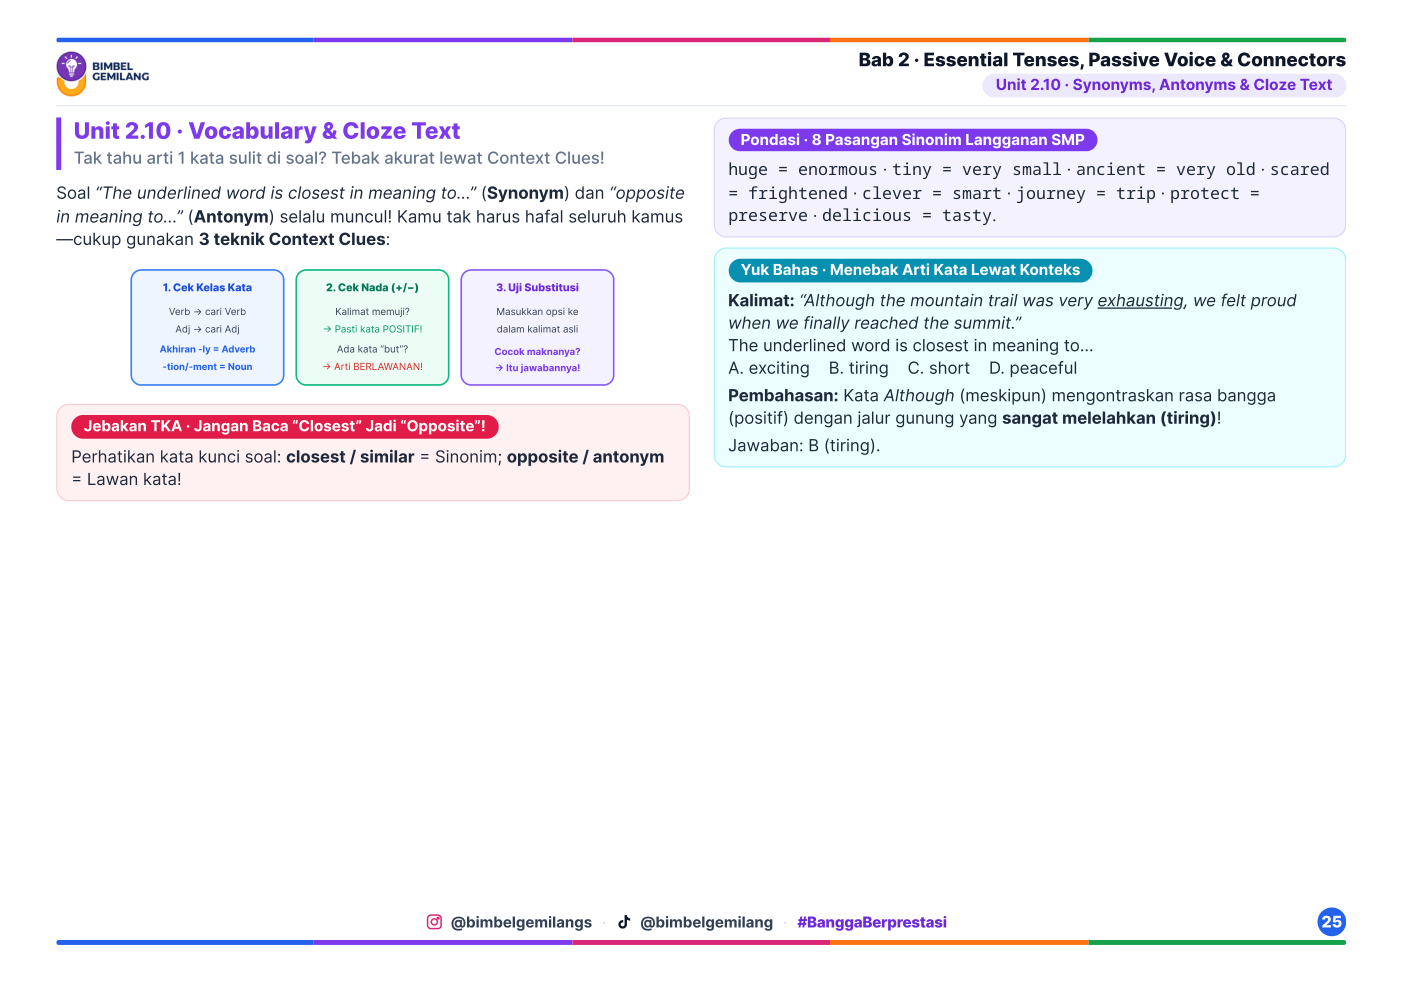 BIMBEL
GEMILANG
Bab 2 · Essential Tenses, Passive Voice & Connectors
Unit 2.10 · Synonyms, Antonyms & Cloze Text
Unit 2.10 · Vocabulary & Cloze Text
Tak tahu arti 1 kata sulit di soal? Tebak akurat lewat Context Clues!
Soal “The underlined word is closest in meaning to...” (Synonym) dan “opposite
in meaning to...” (Antonym) selalu muncul! Kamu tak harus hafal seluruh kamus
—cukup gunakan 3 teknik Context Clues:
1. Cek Kelas Kata
Verb → cari Verb
Adj → cari Adj
Akhiran -ly = Adverb
-tion/-ment = Noun
2. Cek Nada (+/−)
Kalimat memuji?
→ Pasti kata POSITIF!
Ada kata “but”?
→ Arti BERLAWANAN!
3. Uji Substitusi
Masukkan opsi ke
dalam kalimat asli
Cocok maknanya?
→ Itu jawabannya!
Jebakan TKA · Jangan Baca “Closest” Jadi “Opposite”!
Perhatikan kata kunci soal: closest / similar = Sinonim; opposite / antonym
= Lawan kata!
Pondasi · 8 Pasangan Sinonim Langganan SMP
huge = enormous · tiny = very small · ancient = very old · scared
= frightened · clever = smart · journey = trip · protect =
preserve · delicious = tasty.
Yuk Bahas · Menebak Arti Kata Lewat Konteks
Kalimat: “Although the mountain trail was very exhausting, we felt proud
when we finally reached the summit.”
The underlined word is closest in meaning to...
A. exciting B. tiring C. short D. peaceful
Pembahasan: Kata Although (meskipun) mengontraskan rasa bangga
(positif) dengan jalur gunung yang sangat melelahkan (tiring)!
Jawaban: B (tiring).
@bimbelgemilangs · @bimbelgemilang · #BanggaBerprestasi
25